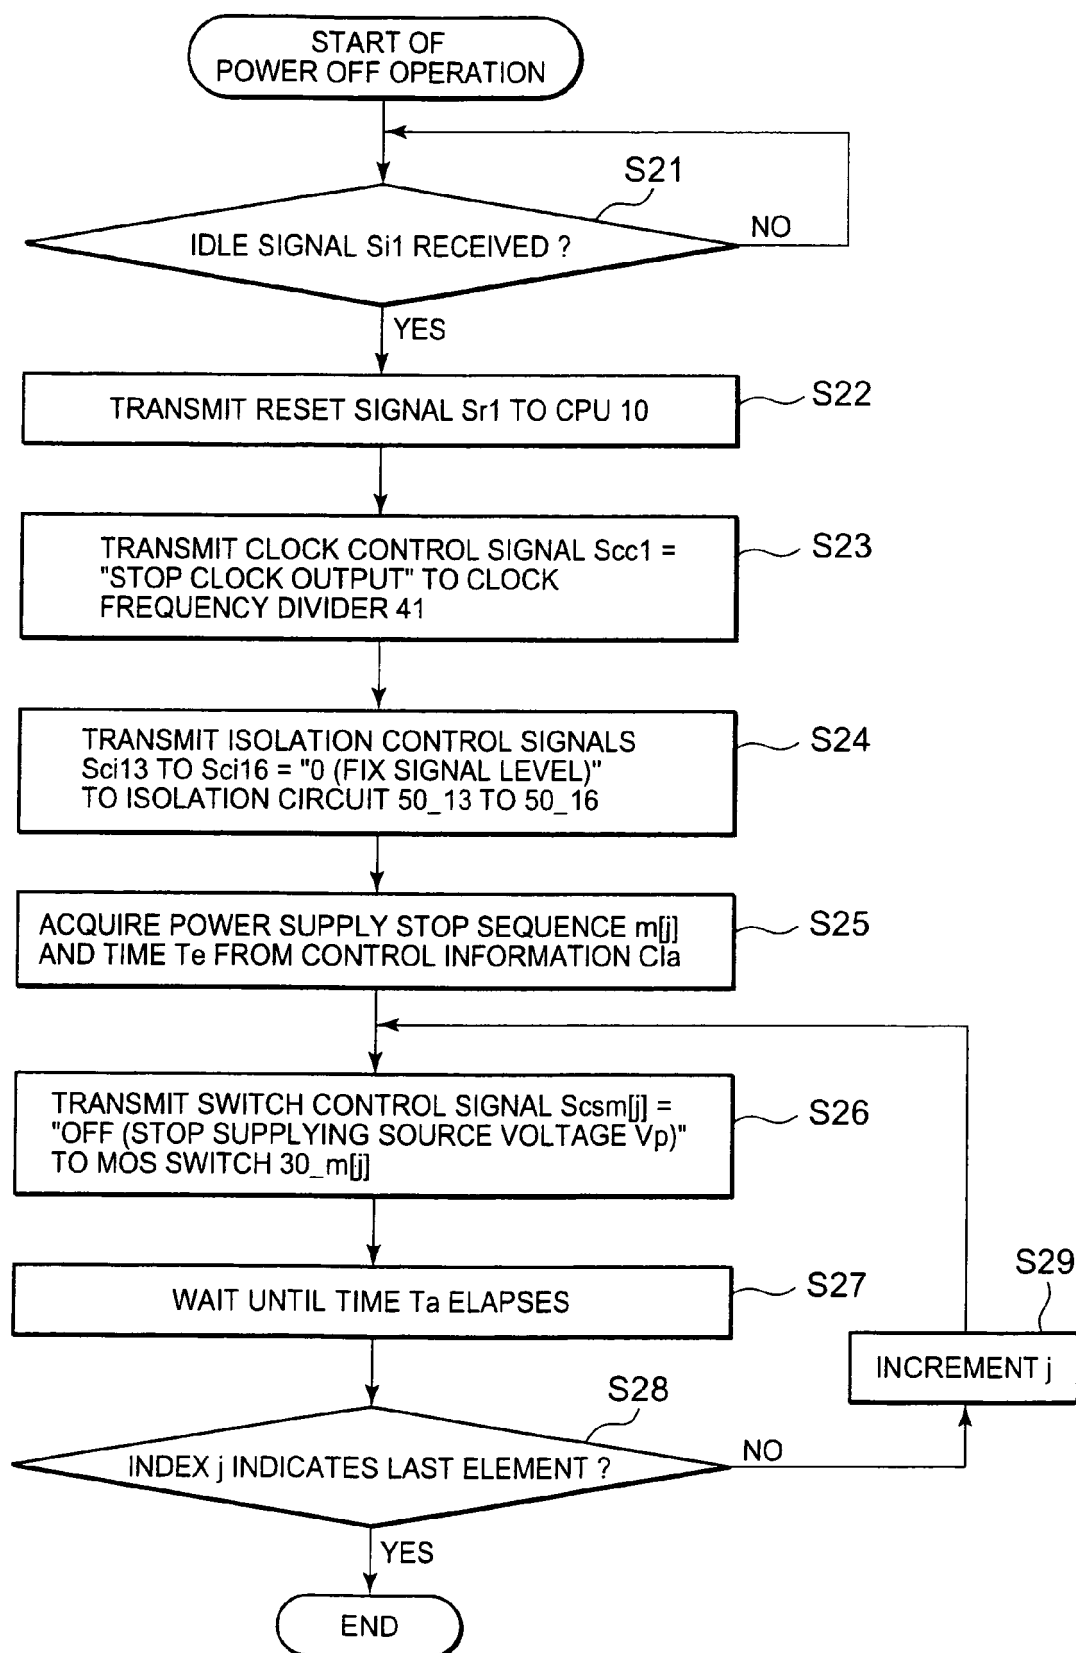 START OF
POWER OFF OPERATION
S21
IDLE SIGNAL Si1 RECEIVED ?
NO
YES
TRANSMIT RESET SIGNAL Sr1 TO CPU 10
S22
TRANSMIT CLOCK CONTROL SIGNAL Scc1 =
"STOP CLOCK OUTPUT" TO CLOCK
FREQUENCY DIVIDER 41
S23
TRANSMIT ISOLATION CONTROL SIGNALS
Sci13 TO Sci16 = "0 (FIX SIGNAL LEVEL)"
TO ISOLATION CIRCUIT 50_13 TO 50_16
S24
ACQUIRE POWER SUPPLY STOP SEQUENCE m[j]
AND TIME Te FROM CONTROL INFORMATION CIa
S25
TRANSMIT SWITCH CONTROL SIGNAL Scsm[j] =
"OFF (STOP SUPPLYING SOURCE VOLTAGE Vp)"
TO MOS SWITCH 30_m[j]
S26
WAIT UNTIL TIME Ta ELAPSES
S27
S29
INCREMENT j
S28
INDEX j INDICATES LAST ELEMENT ?
NO
YES
END